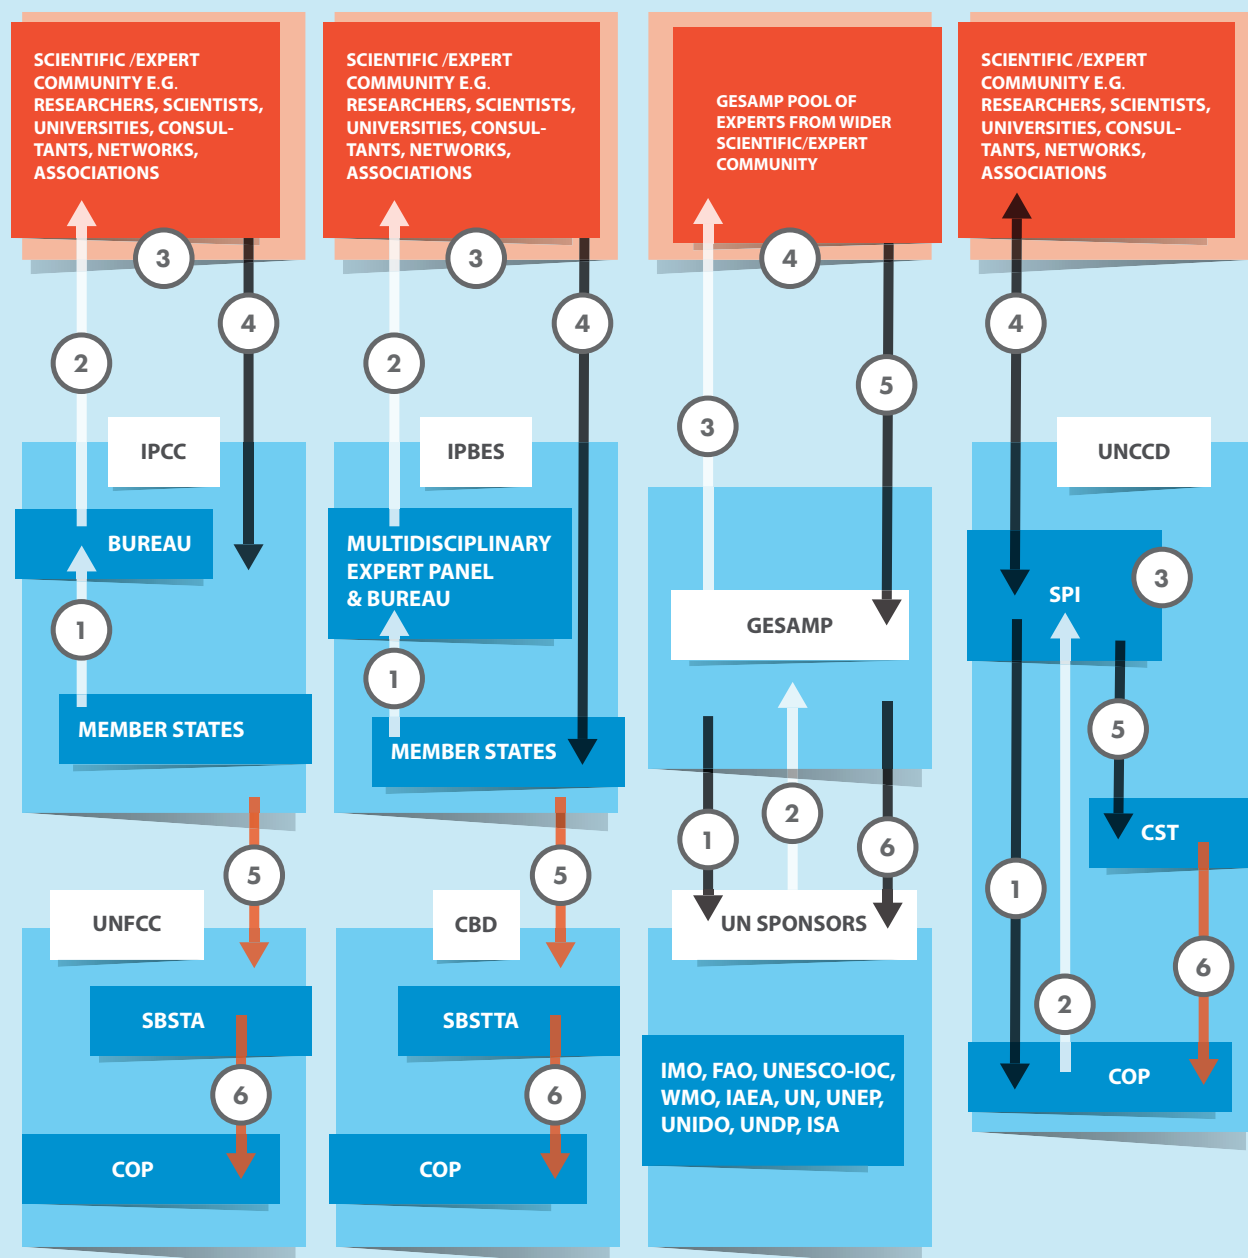 SCIENTIFIC /EXPERT
COMMUNITY E.G.
RESEARCHERS, SCIENTISTS,
UNIVERSITIES, CONSUL-
TANTS, NETWORKS,
ASSOCIATIONS
3
4
2
IPCC
BUREAU
1
MEMBER STATES
5
UNFCC
SBSTA
6
COP
SCIENTIFIC /EXPERT
COMMUNITY E.G.
RESEARCHERS, SCIENTISTS,
UNIVERSITIES, CONSUL-
TANTS, NETWORKS,
ASSOCIATIONS
3
4
2
IPBES
MULTIDISCIPLINARY
EXPERT PANEL
& BUREAU
1
MEMBER STATES
5
CBD
SBSTTA
6
COP
GESAMP POOL OF
EXPERTS FROM WIDER
SCIENTIFIC/EXPERT
COMMUNITY
4
5
3
GESAMP
2
1
6
UN SPONSORS
IMO, FAO, UNESCO-IOC,
WMO, IAEA, UN, UNEP,
UNIDO, UNDP, ISA
SCIENTIFIC /EXPERT
COMMUNITY E.G.
RESEARCHERS, SCIENTISTS,
UNIVERSITIES, CONSUL-
TANTS, NETWORKS,
ASSOCIATIONS
4
UNCCD
3
SPI
5
CST
1
6
2
COP